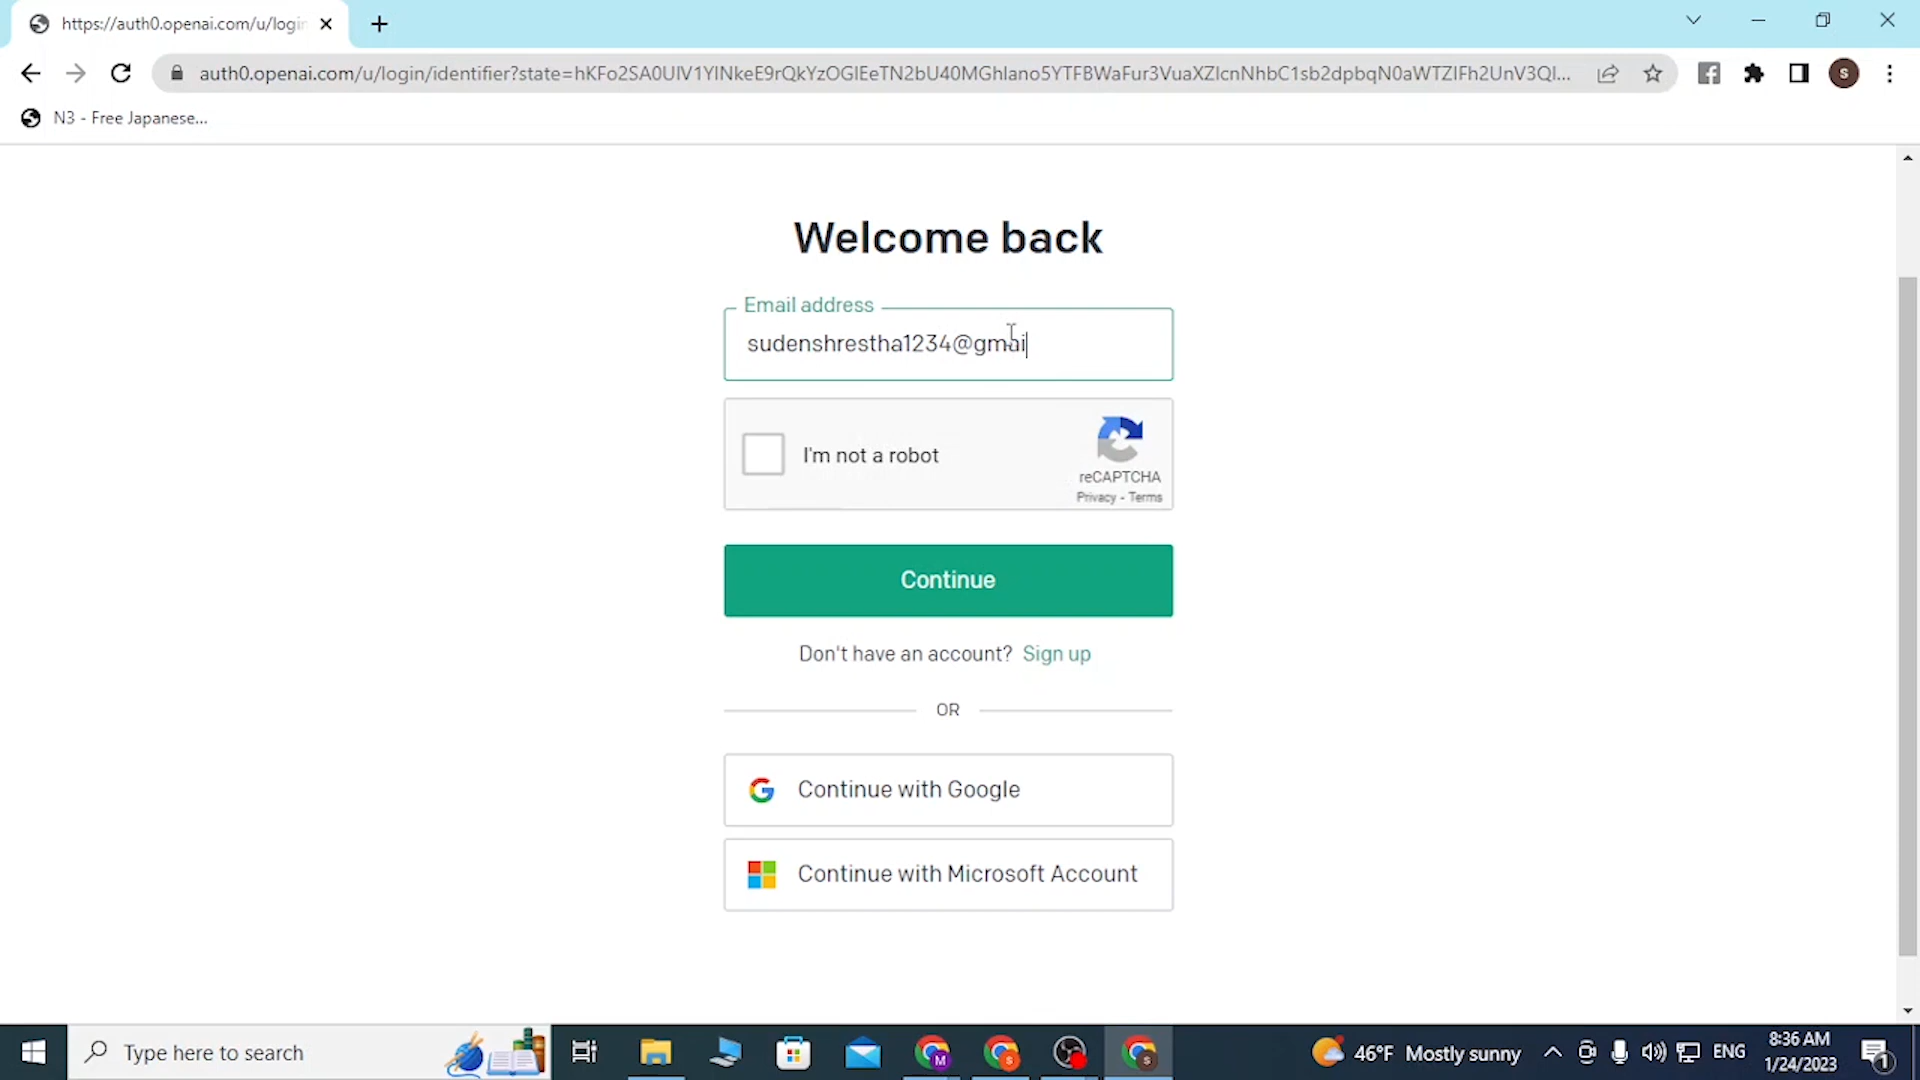 https://auth0.openai.com/u/login
auth0.openai.com/u/login/identifier?state=hKFo2SA0UlV1YlNkeE9rQkYzOGlEeTN2bU40MGhlano5YTFBWaFur3VuaXZlcnNhbC1sb2dpbqN0aWTZIFh2UnV3Ql...
S
N3 - Free Japanese...
Welcome back
Email address
sudenshrestha1234@gmai
I'm not a robot
reCAPTCHA
Privacy - Terms
Continue
Don't have an account? Sign up
OR
Continue with Google
Continue with Microsoft Account
Type here to search
M
S
S
46°F Mostly sunny
ENG
8:36 AM
1/24/2023
1